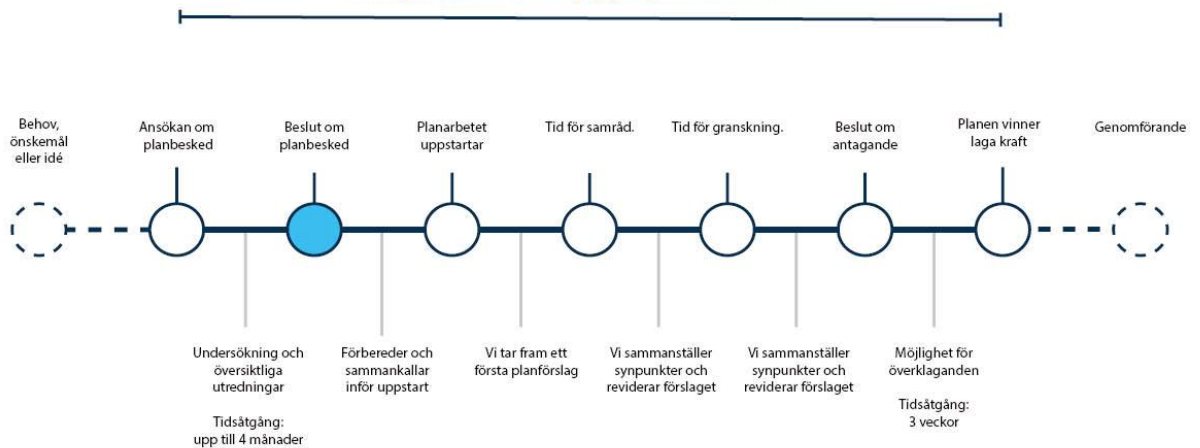 Behov,
önskemål
eller idé
Ansökan om
planbesked
Beslut om
planbesked
Planarbetet
uppstartar
Tid för samråd.
Tid för granskning.
Beslut om
antagande
Planen vinner
laga kraft
Genomförande
Undersökning och
översiktliga
utredningar
Tidsåtgång:
upp till 4 månader
Förbereder och
sammankallar
inför uppstart
Vi tar fram ett
första planförslag
Vi sammanställer
synpunkter och
reviderar förslaget
Vi sammanställer
synpunkter och
reviderar förslaget
Möjlighet för
överklaganden
Tidsåtgång:
3 veckor